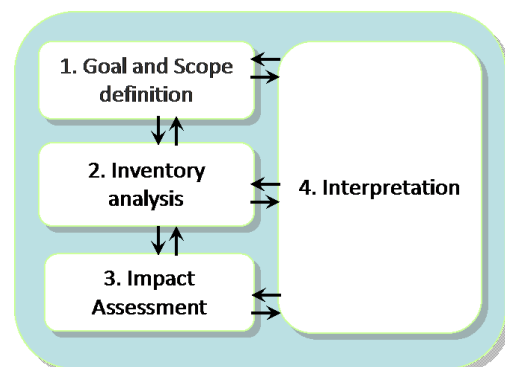 1. Goal and Scope
definition
2. Inventory
analysis
3. Impact
Assessment
4. Interpretation